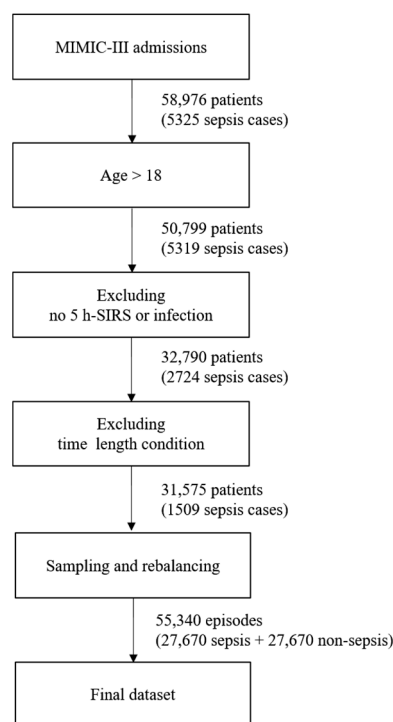 MIMIC-III admissions
58,976 patients
(5325 sepsis cases)
Age > 18
50,799 patients
(5319 sepsis cases)
Excluding
no 5 h-SIRS or infection
32,790 patients
(2724 sepsis cases)
Excluding
time length condition
31,575 patients
(1509 sepsis cases)
Sampling and rebalancing
55,340 episodes
(27,670 sepsis + 27,670 non-sepsis)
Final dataset